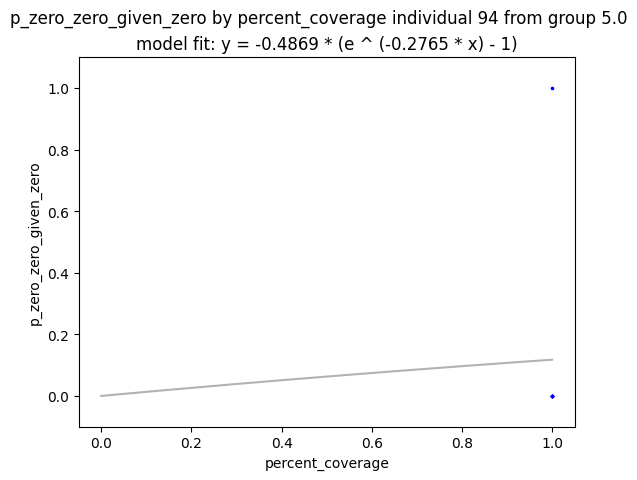 p_zero_zero_given_zero by percent_coverage individual 94 from group 5.0
model fit: y = -0.4869 * (e ^ (-0.2765 * x) - 1)
1.0
0.8
0.6
0.4
0.2
0.0
p_zero_zero_given_zero
0.0 0.2 0.4 0.6 0.8 1.0
percent_coverage